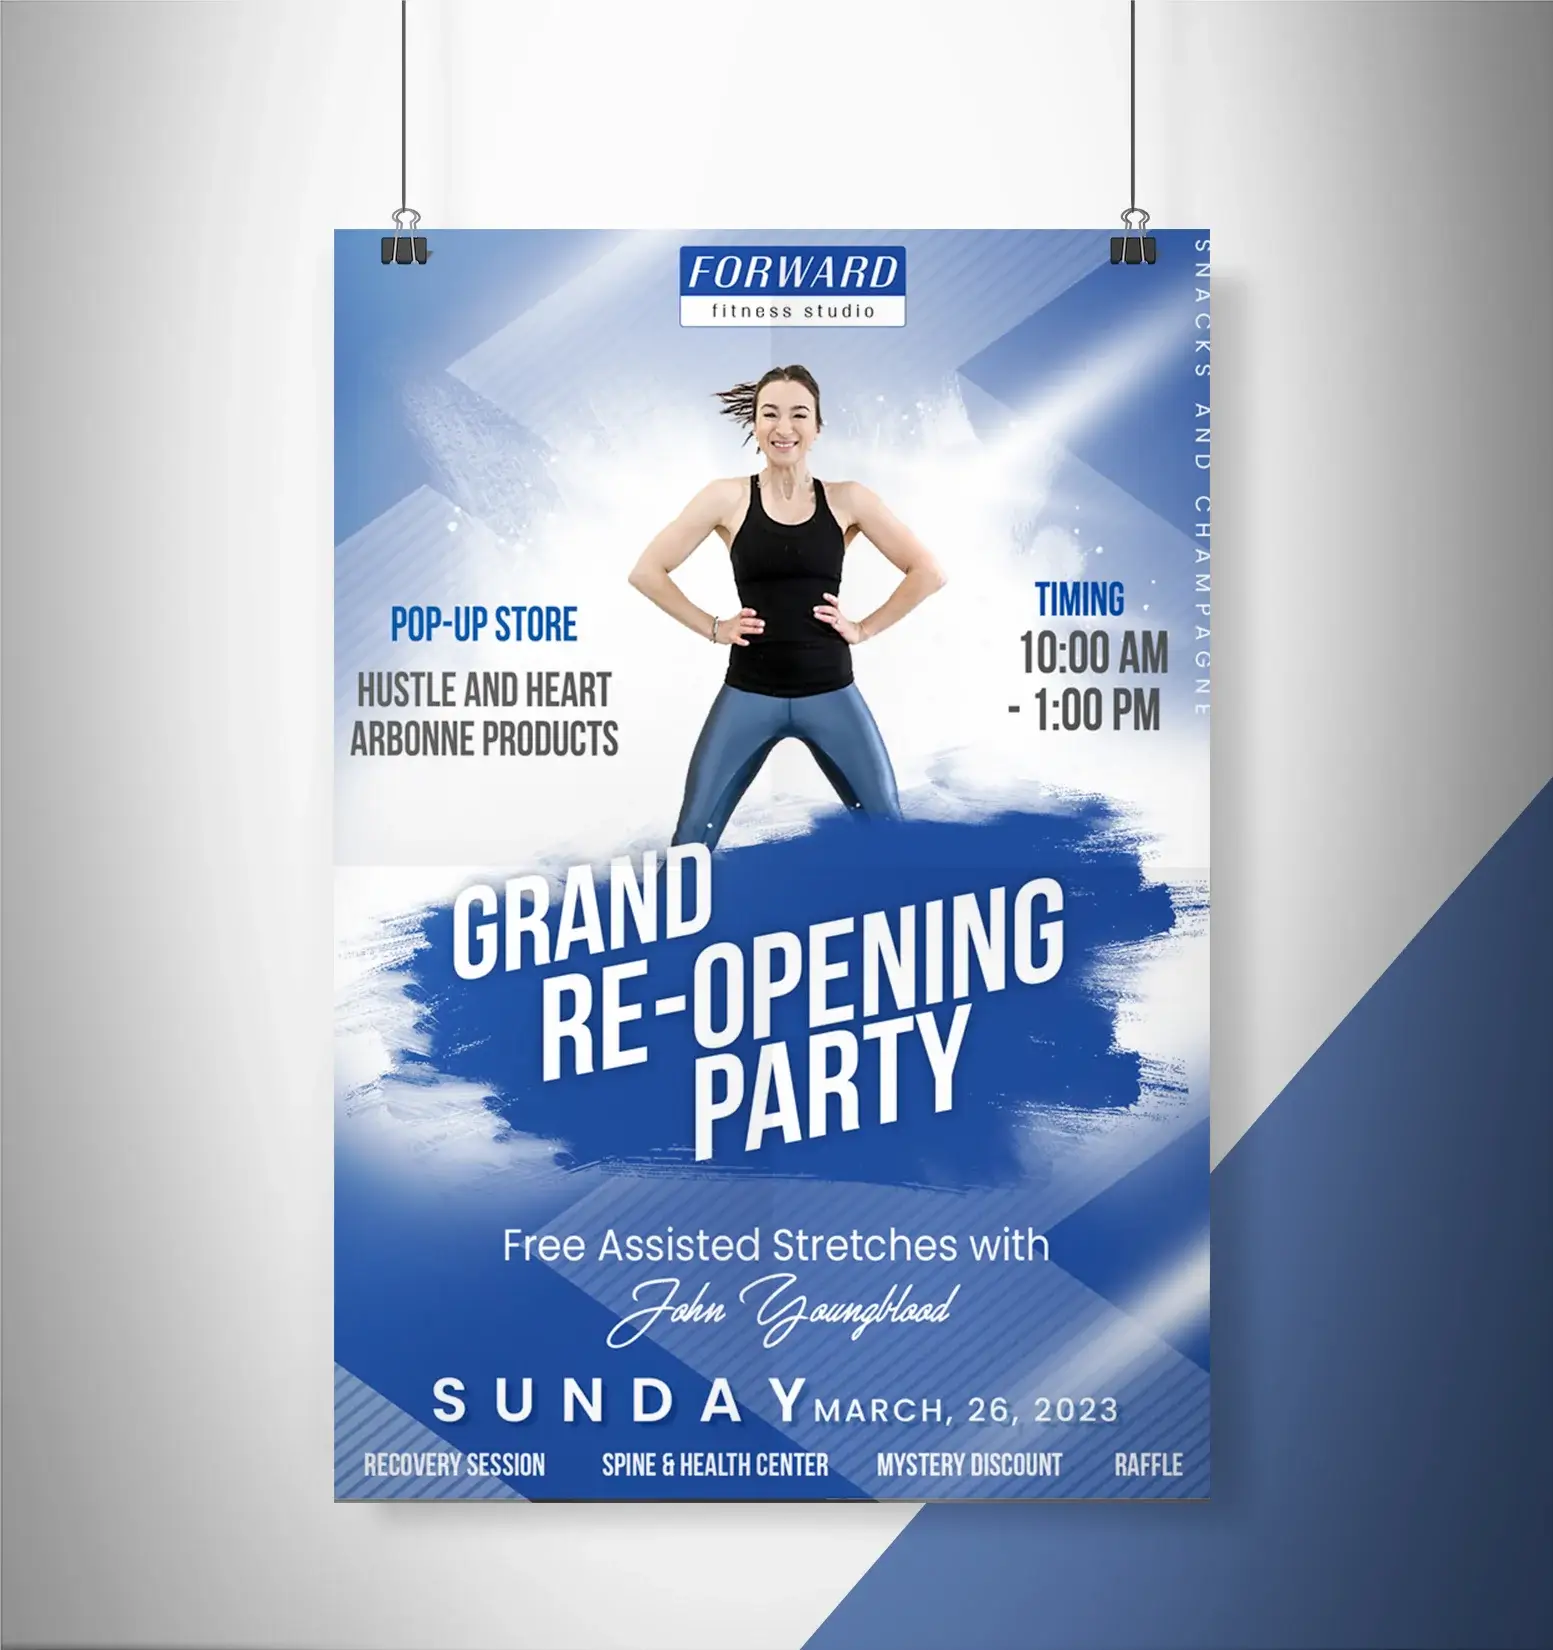 FORWARD
fitness studio
SNACKS AND CHAMPAGNE
POP-UP STORE
HUSTLE AND HEART
ARBONNE PRODUCTS
TIMING
10:00 AM
- 1:00 PM
GRAND
RE-OPENING
PARTY
Free Assisted Stretches with
John Youngblood
SUNDAY MARCH, 26, 2023
RECOVERY SESSION SPINE & HEALTH CENTER MYSTERY DISCOUNT RAFFLE